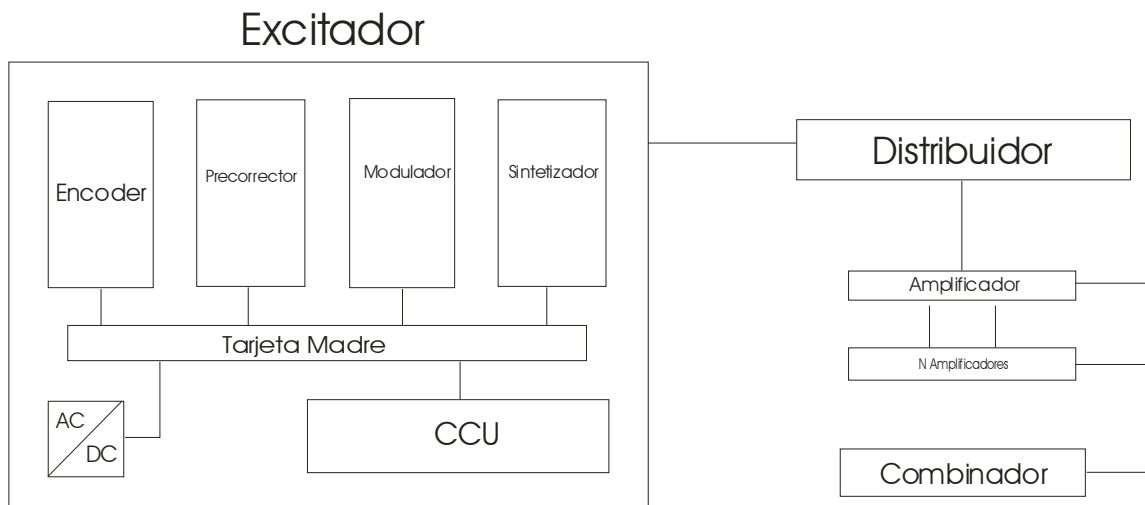 Excitador
Encoder
Precorrector
Modulador
Sintetizador
Tarjeta Madre
AC
DC
CCU
Distribuidor
Amplificador
N Amplificadores
Combinador